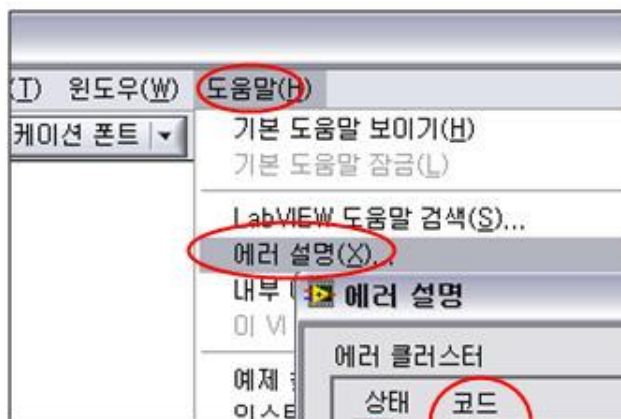 (T) 윈도우(W) 도움말(H)
케이션 폰트
기본 도움말 보이기(H)
기본 도움말 잠금(L)
LabVIEW 도움말 검색(S)...
에러 설명(X)...
내부
에러 설명
이 VI
에러 클러스터
예제
상태 코드